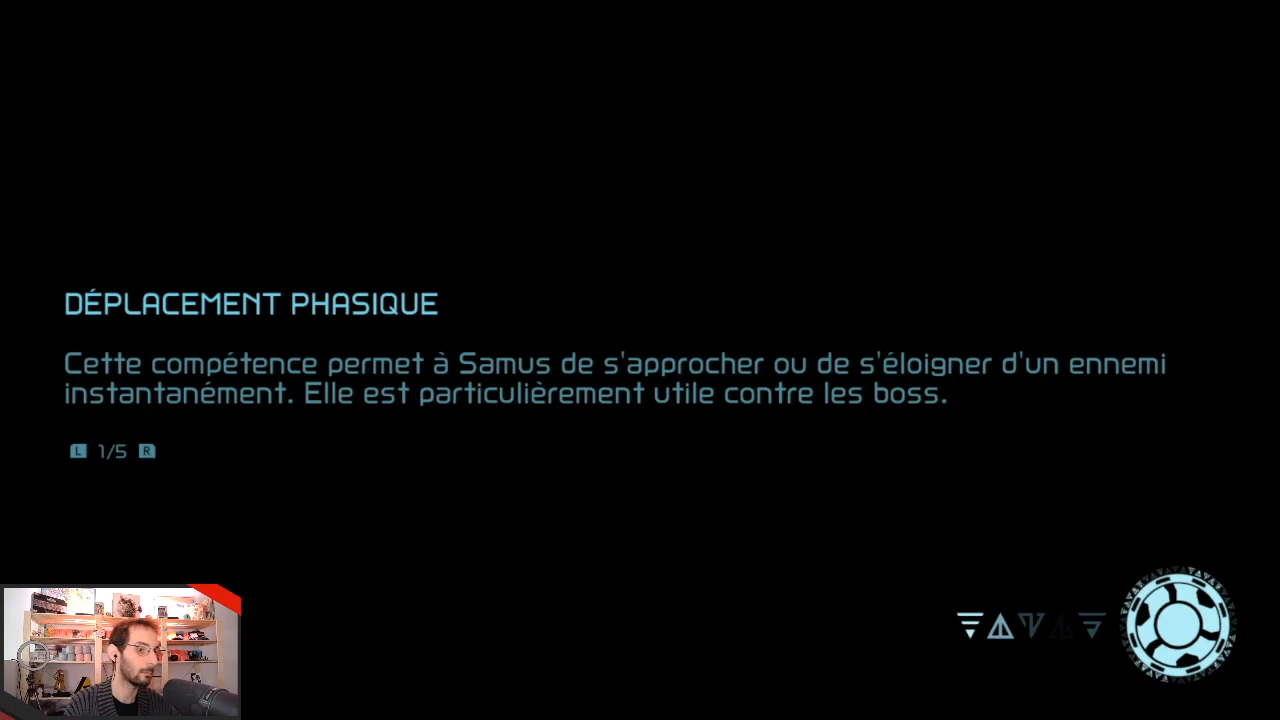 DÉPLACEMENT PHASIQUE
Cette compétence permet à Samus de s'approcher ou de s'éloigner d'un ennemi
instantanément. Elle est particulièrement utile contre les boss.
L 1/5 R